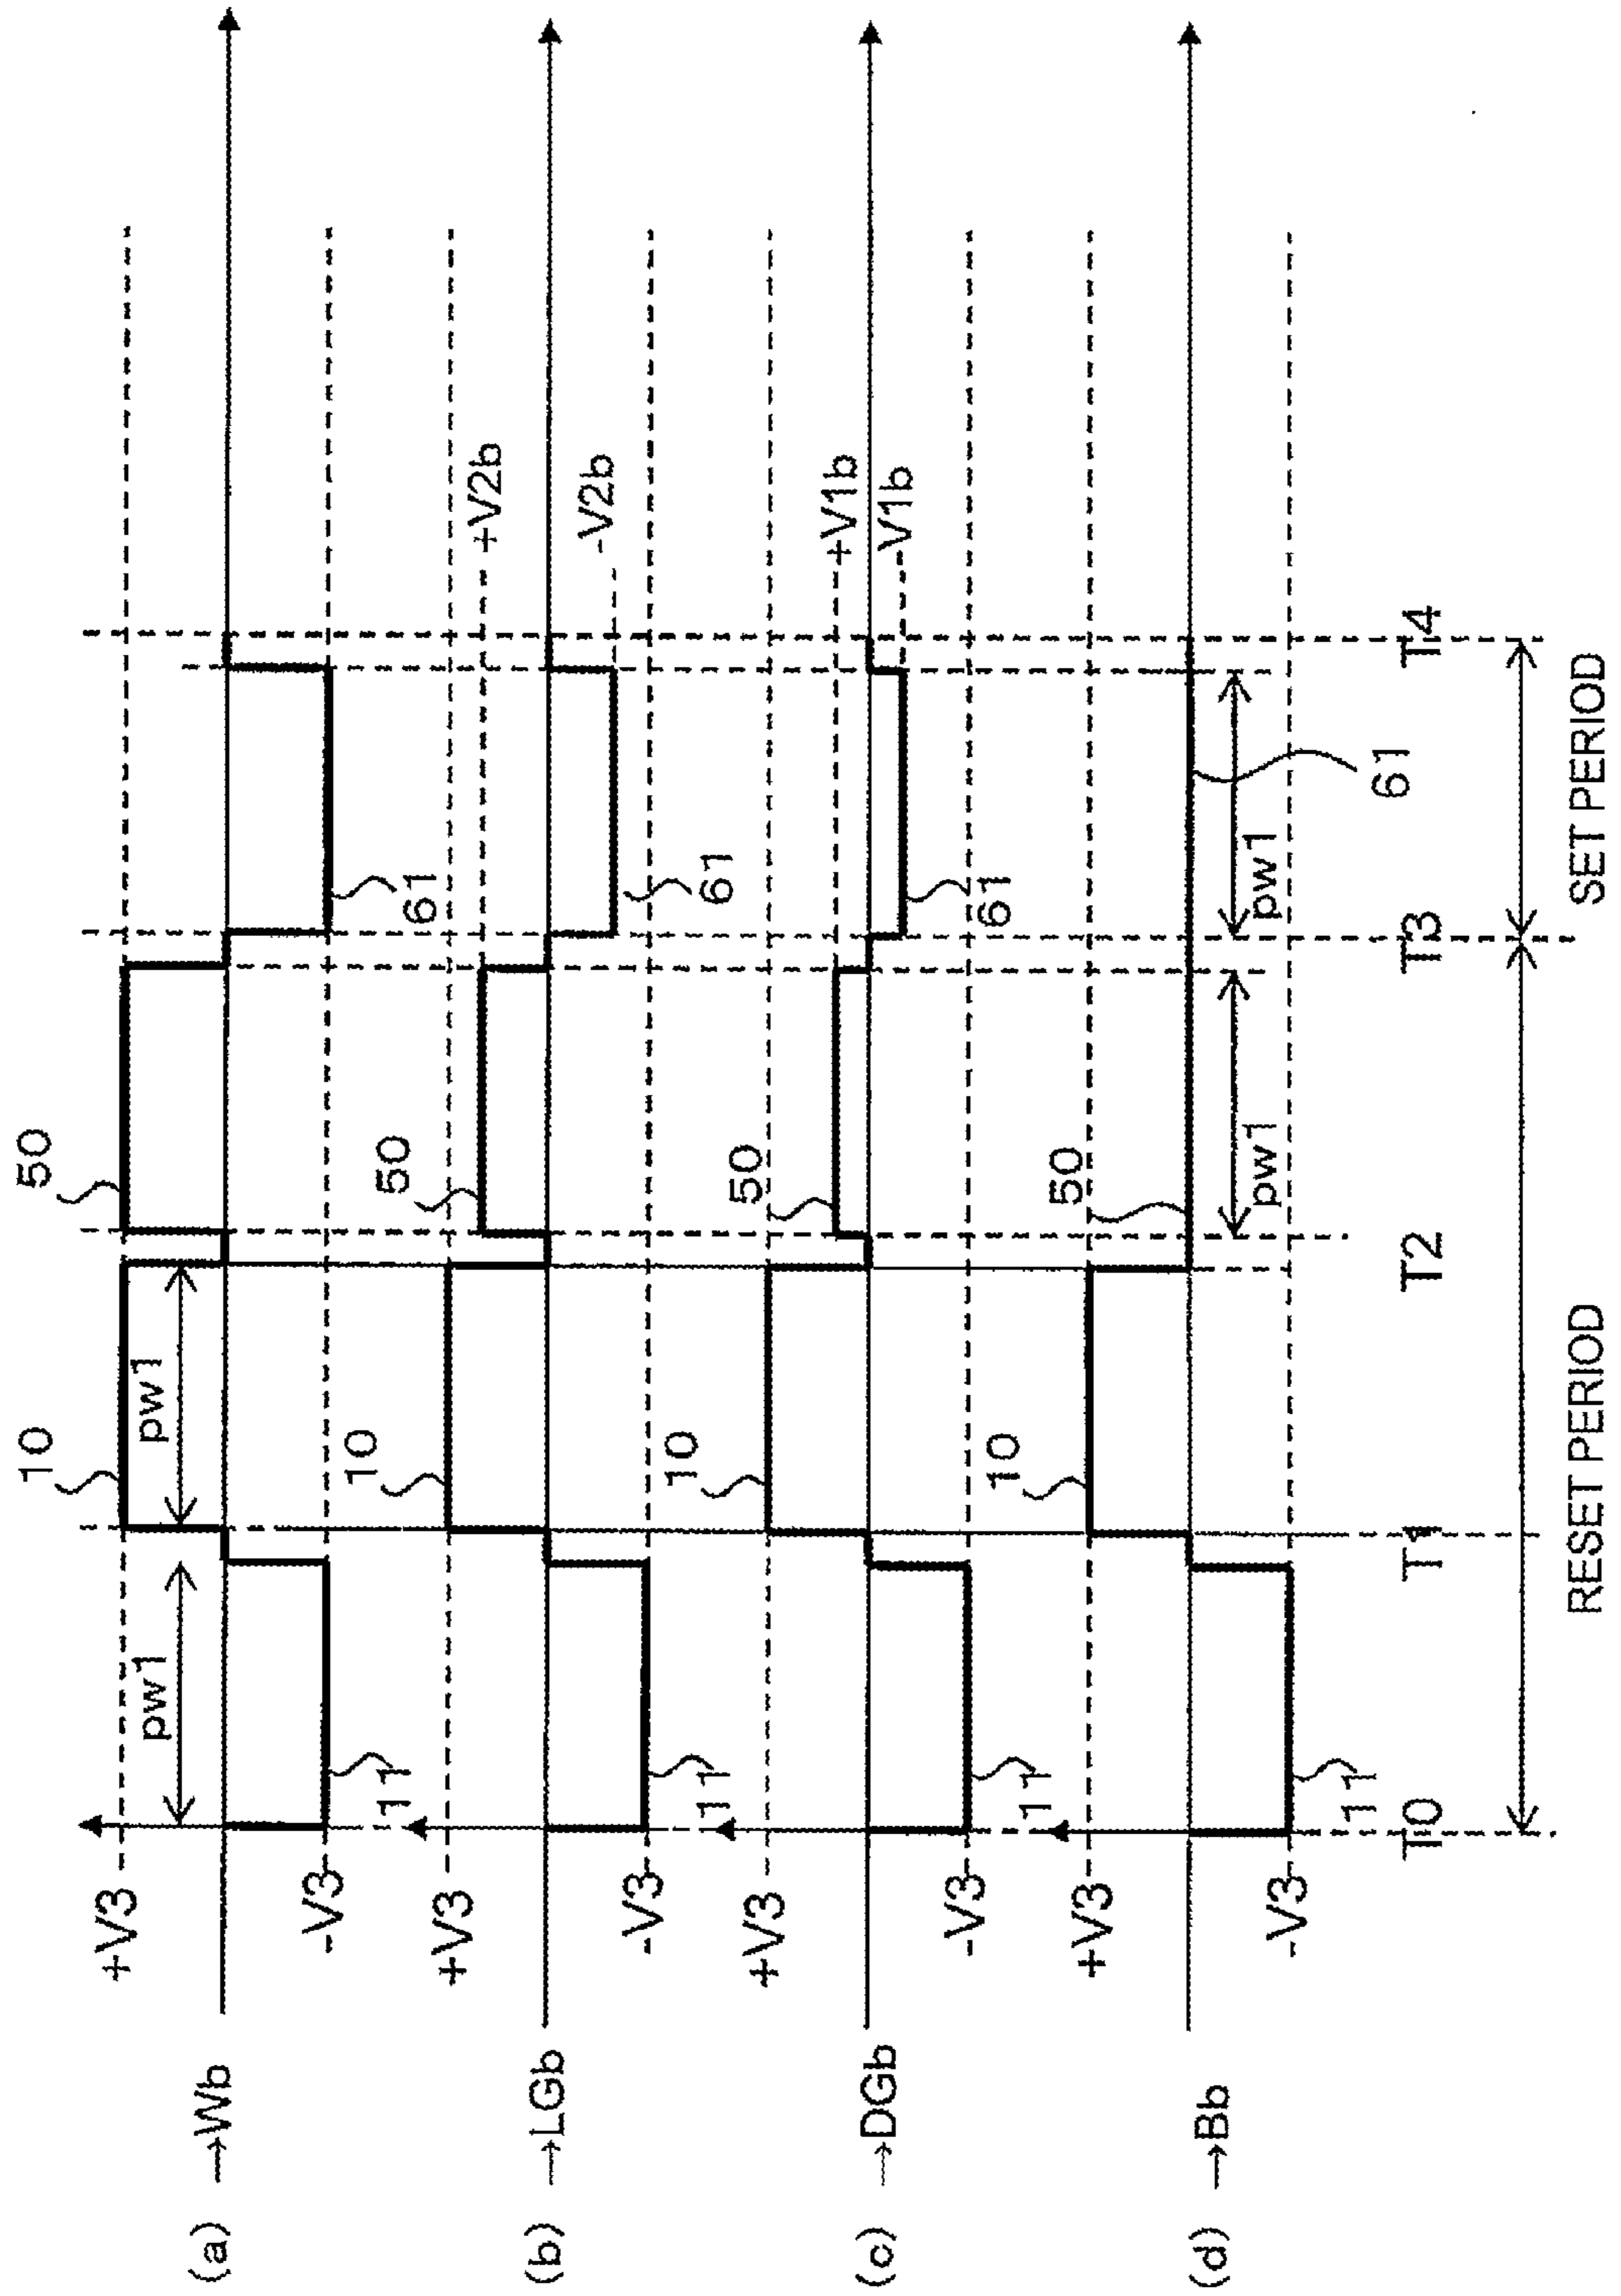 (a) →Wb
+V3
-V3
pw1
pw1
10
50
11
61
(b) →LGb
+V3
-V3
10
50
11
61
+V2b
-V2b
(c) →DGb
+V3
-V3
10
50
11
61
+V1b
-V1b
(d) →Bb
+V3
-V3
10
50
11
61
pw1
pw1
T0
T1
T2
T3
T4
RESET PERIOD
SET PERIOD